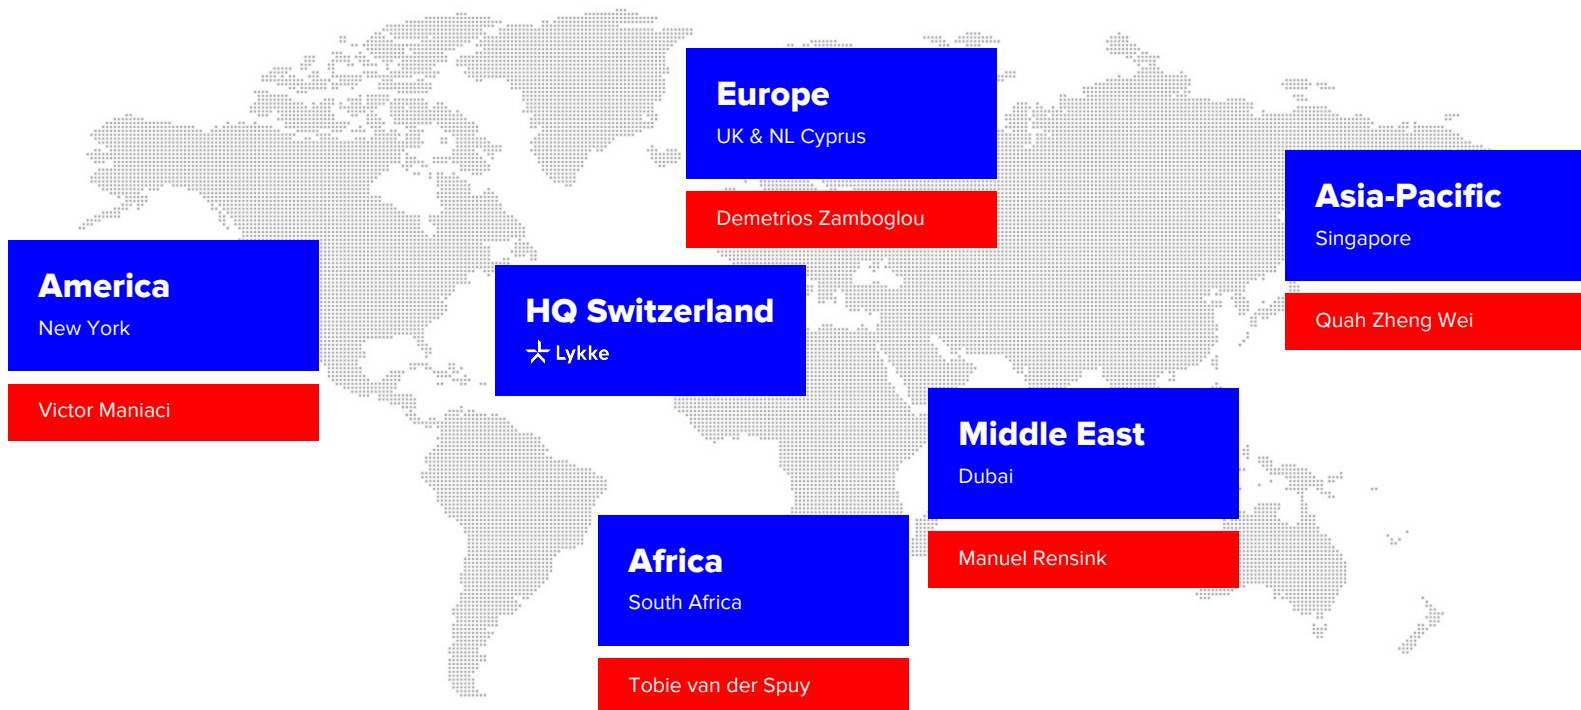 Europe
UK & NL Cyprus
Demetrios Zamboglou
Asia-Pacific
Singapore
Quah Zheng Wei
America
New York
Victor Maniaci
HQ Switzerland
Lykke
Middle East
Dubai
Manuel Rensink
Africa
South Africa
Tobie van der Spuy